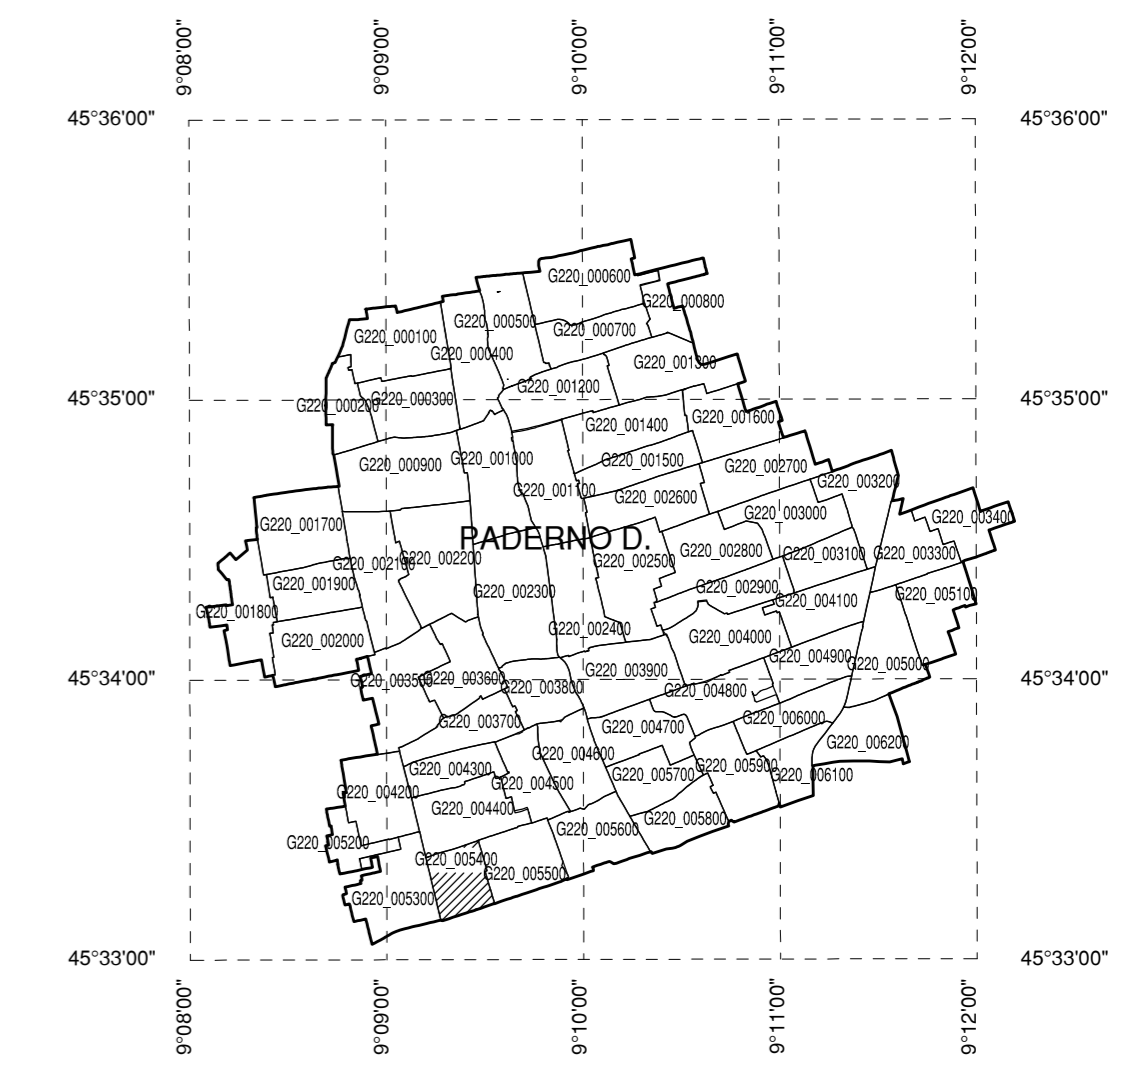 9°08'00"
9°09'00"
9°10'00"
9°11'00"
9°12'00"
45°36'00"
45°36'00"
G220_000600
G220_000800
G220_000500
G220_000700
G220_000100
G220_000400
G220_001300
G220_001200
45°35'00"
G220_000200
G220_000300
45°35'00"
G220_001600
G220_001400
G220_001000
G220_001500
G220_000900
G220_002700
G220_003200
G220_001100
G220_002600
G220_003000
G220_003400
G220_001700
PADERNO D.
G220_002800
G220_003100
G220_003300
G220_002200
G220_002100
G220_002500
G220_001900
G220_002900
G220_002300
G220_005100
G220_004100
G220_001800
G220_002400
G220_004000
G220_002000
G220_004900
G220_005000
G220_003900
45°34'00"
G220_003500
G220_003600
G220_003800
G220_004800
45°34'00"
G220_006000
G220_003700
G220_004700
G220_006200
G220_004600
G220_005900
G220_004300
G220_005700
G220_006100
G220_004500
G220_004200
G220_004400
G220_005800
G220_005600
G220_005200
G220_005400
G220_005500
G220_005300
45°33'00"
45°33'00"
9°08'00"
9°09'00"
9°10'00"
9°11'00"
9°12'00"